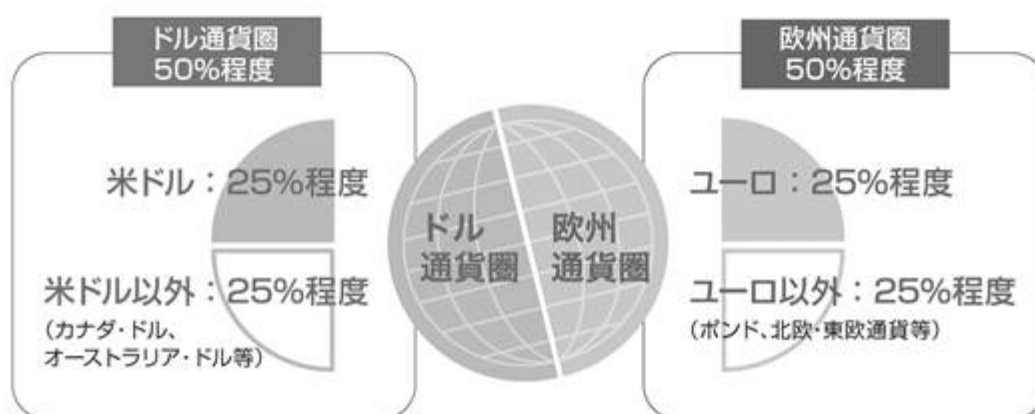 ドル通貨圏
50%程度
米ドル：25%程度
米ドル以外：25%程度
（カナダ・ドル、
オーストラリア・ドル等）
ドル
通貨圏
欧州
通貨圏
欧州通貨圏
50%程度
ユーロ：25%程度
ユーロ以外：25%程度
（ポンド、北欧・東欧通貨等）